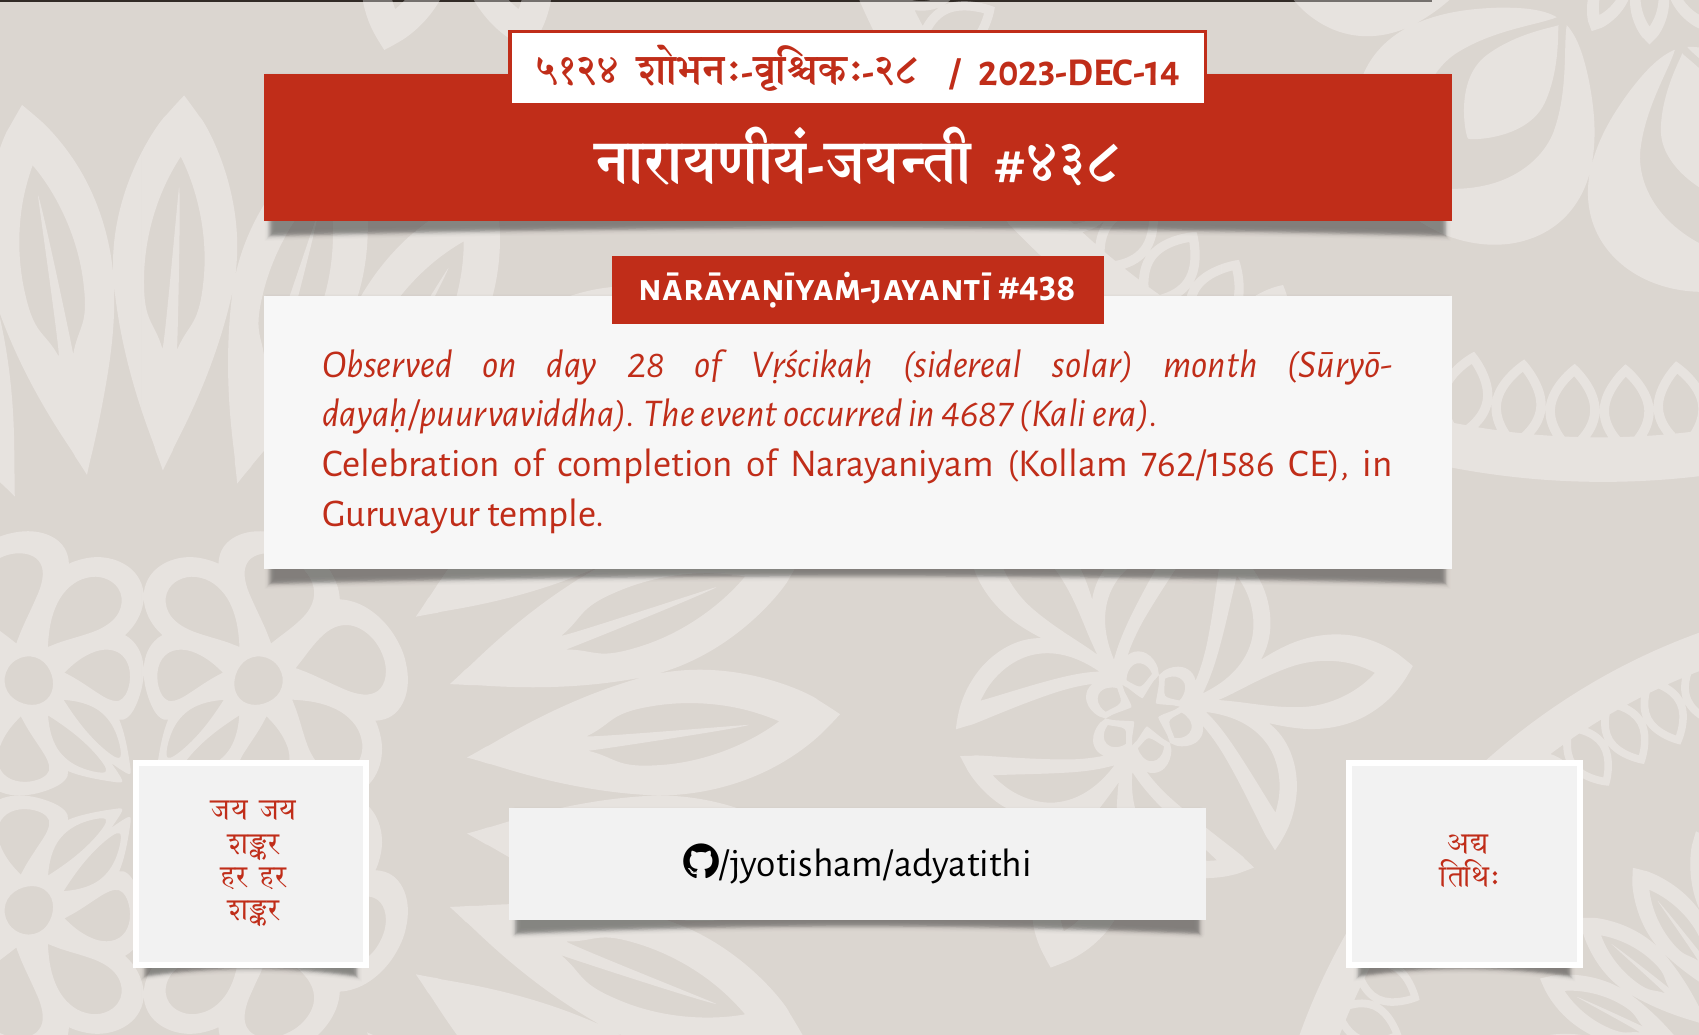 ५१२४ शोभनः-वृश्चिकः-२८ / 2023-DEC-14
नारायणीयं-जयन्ती #४३८
NĀRĀYAṆĪYAṀ-JAYANTĪ #438
Observed on day 28 of Vṛścikaḥ (sidereal solar) month (Sūryō-
dayaḥ/puurvaviddha). The event occurred in 4687 (Kali era).
Celebration of completion of Narayaniyam (Kollam 762/1586 CE), in
Guruvayur temple.
जय जय
शङ्कर
हर हर
शङ्कर
/jyotisham/adyatithi
अद्य
तिथिः